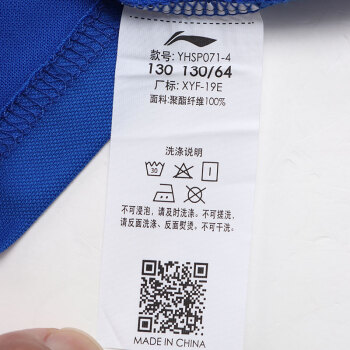 款号: YHSP071-4
130 130/64
厂标: XYF-19E
面料:聚酯纤维100%
洗涤说明
30
不可浸泡，请及时洗涤，不可搓洗，
请反面洗涤、反面熨烫，不可干洗。
MADE IN CHINA